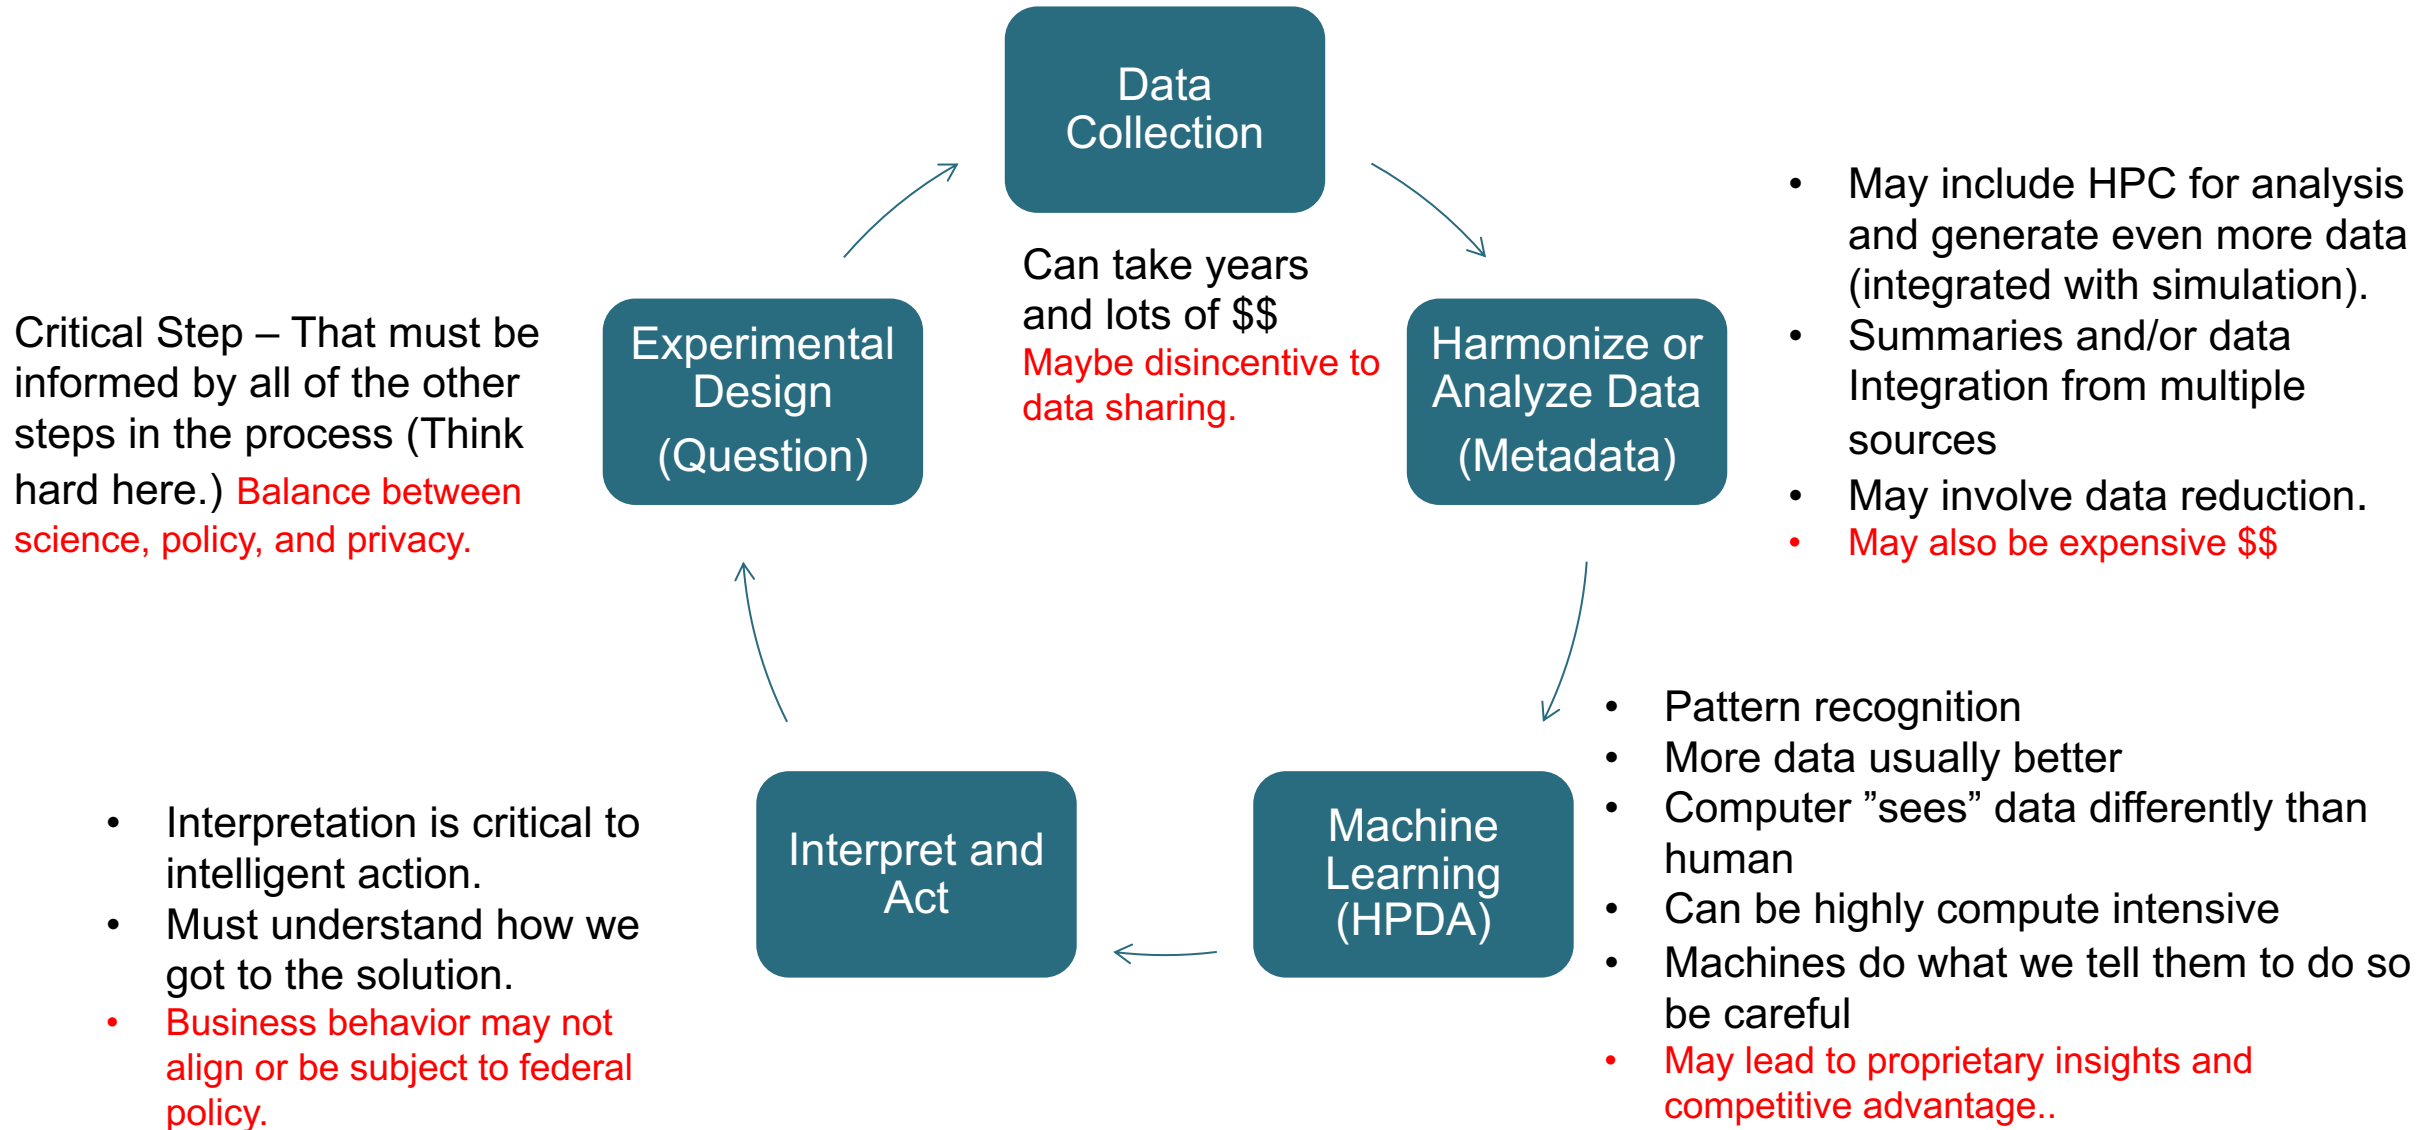 Data
Collection
Can take years
and lots of $$
Maybe disincentive to
data sharing.
Experimental
Design
(Question)
Critical Step – That must be
informed by all of the other
steps in the process (Think
hard here.) Balance between
science, policy, and privacy.
Harmonize or
Analyze Data
(Metadata)
• May include HPC for analysis
and generate even more data
(integrated with simulation).
• Summaries and/or data
Integration from multiple
sources
• May involve data reduction.
• May also be expensive $$
Machine
Learning
(HPDA)
• Pattern recognition
• More data usually better
• Computer ”sees” data differently than
human
• Can be highly compute intensive
• Machines do what we tell them to do so
be careful
• May lead to proprietary insights and
competitive advantage..
Interpret and
Act
• Interpretation is critical to
intelligent action.
• Must understand how we
got to the solution.
• Business behavior may not
align or be subject to federal
policy.